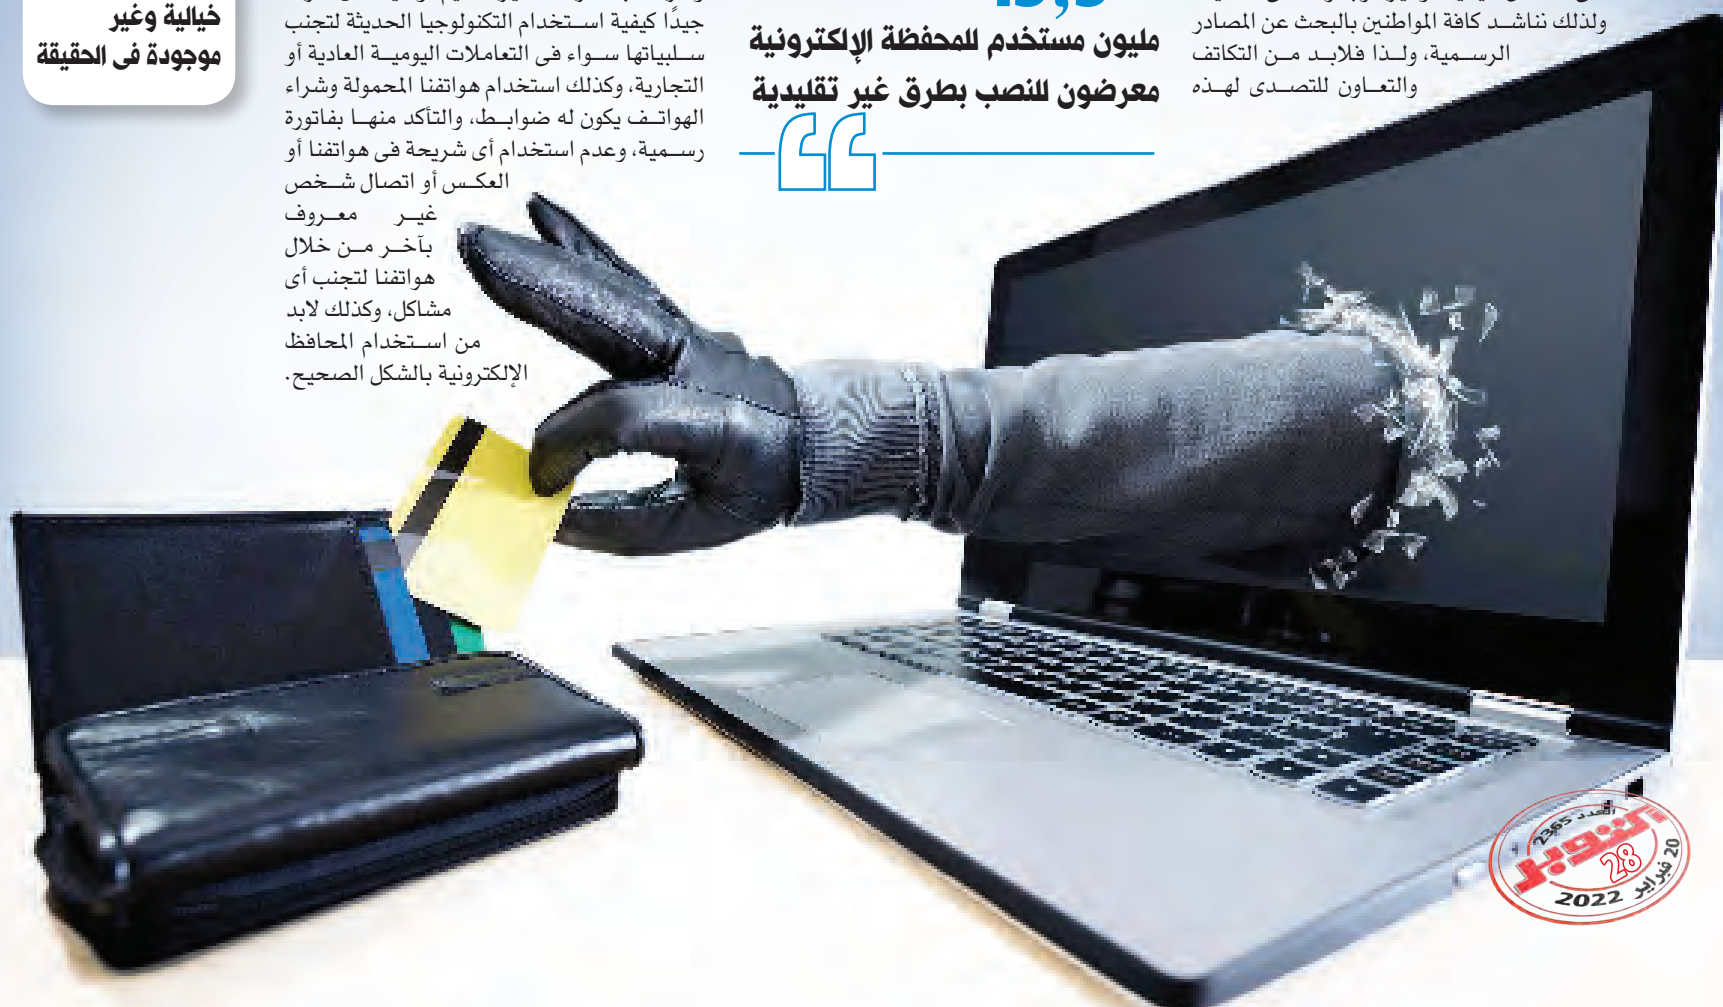 ولذلك نناشد كافة المواطنين بالبحث عن المصادر
الرسمية، ولذا فلابد من التكاتف
والتعاون للتصدى لهذه
مليون مستخدم للمحفظة الإلكترونية
معرضون للنصب بطرق غير تقليدية
جيدًا كيفية استخدام التكنولوجيا الحديثة لتجنب
سلبياتها سواء فى التعاملات اليومية العادية أو
التجارية، وكذلك استخدام هواتفنا المحمولة وشراء
الهواتف يكون له ضوابط، والتأكد منها بفاتورة
رسمية، وعدم استخدام أى شريحة فى هواتفنا أو
العكس أو اتصال شخص
غير معروف
بآخر من خلال
هواتفنا لتجنب أى
مشاكل، وكذلك لابد
من استخدام المحافظ
الإلكترونية بالشكل الصحيح.
خيالية وغير
موجودة فى الحقيقة
العدد 2365
أكتوبر
28
20 فبراير 2022